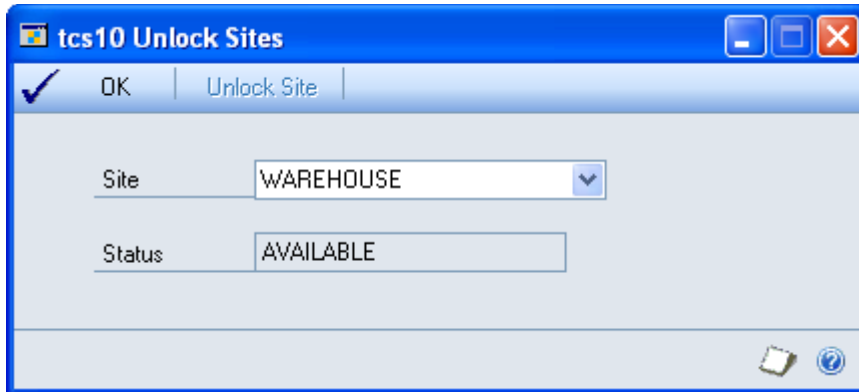 tcs10 Unlock Sites
OK Unlock Site
Site WAREHOUSE
Status AVAILABLE